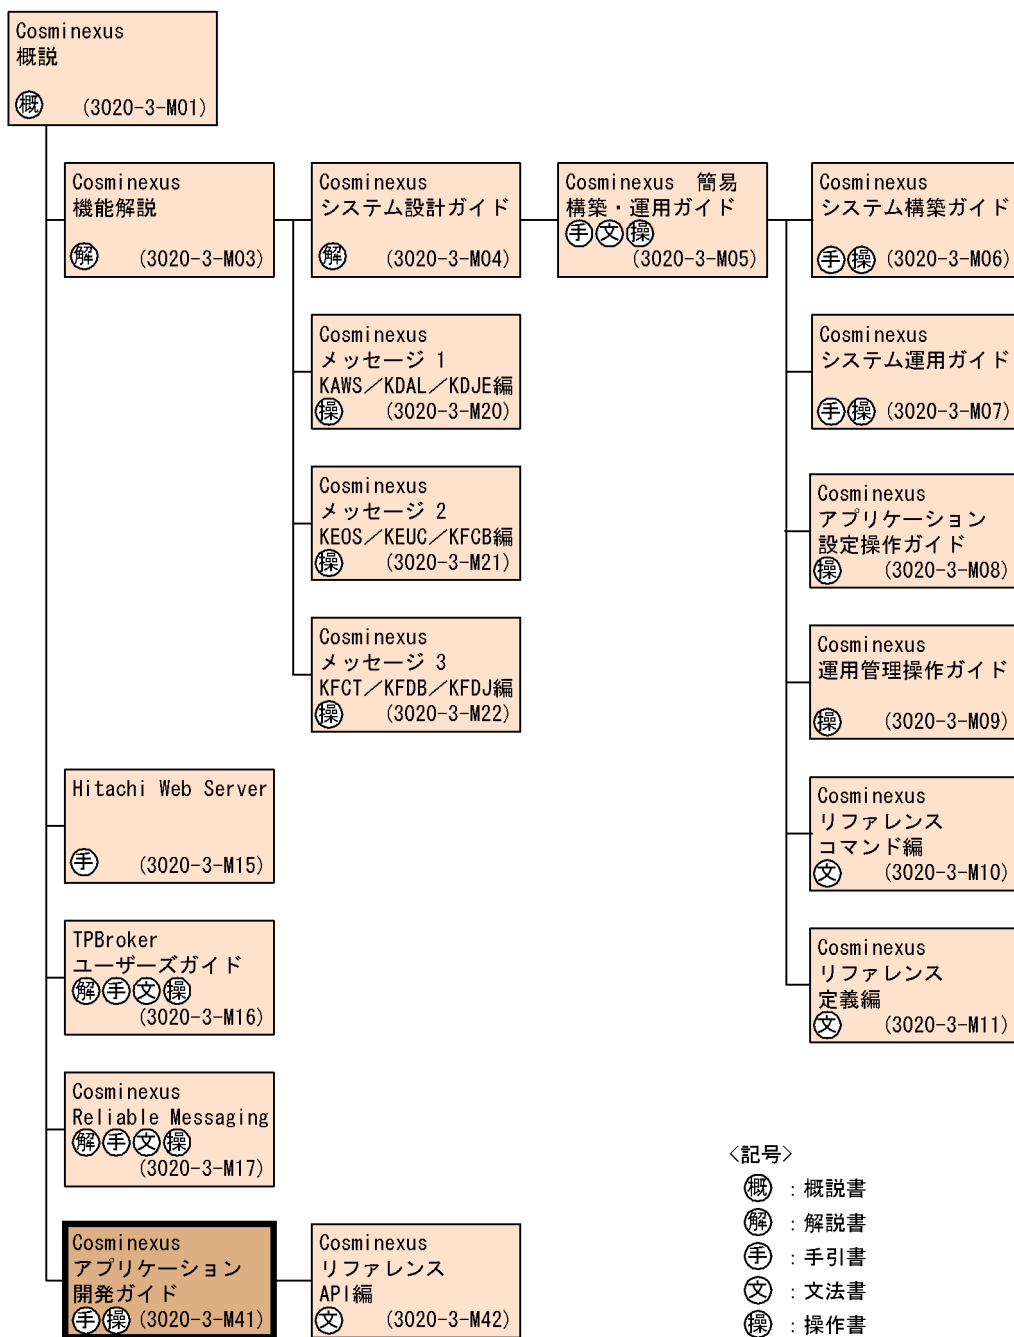 Cosminexus
概説
概 (3020-3-M01)
Cosminexus
機能解説
解 (3020-3-M03)
Cosminexus
システム設計ガイド
解 (3020-3-M04)
Cosminexus 簡易
構築・運用ガイド
手文操
(3020-3-M05)
Cosminexus
システム構築ガイド
手操 (3020-3-M06)
Cosminexus
メッセージ 1
KAWS／KDAL／KDJE編
操 (3020-3-M20)
Cosminexus
システム運用ガイド
手操 (3020-3-M07)
Cosminexus
メッセージ 2
KEOS／KEUC／KFCB編
操 (3020-3-M21)
Cosminexus
アプリケーション
設定操作ガイド
操 (3020-3-M08)
Cosminexus
メッセージ 3
KFCT／KFDB／KFDJ編
操 (3020-3-M22)
Cosminexus
運用管理操作ガイド
操 (3020-3-M09)
Hitachi Web Server
手 (3020-3-M15)
Cosminexus
リファレンス
コマンド編
文 (3020-3-M10)
TPBroker
ユーザーズガイド
解手文操
(3020-3-M16)
Cosminexus
リファレンス
定義編
文 (3020-3-M11)
Cosminexus
Reliable Messaging
解手文操
(3020-3-M17)
Cosminexus
アプリケーション
開発ガイド
手操 (3020-3-M41)
Cosminexus
リファレンス
API編
文 (3020-3-M42)
〈記号〉
概 : 概説書
解 : 解説書
手 : 手引書
文 : 文法書
操 : 操作書